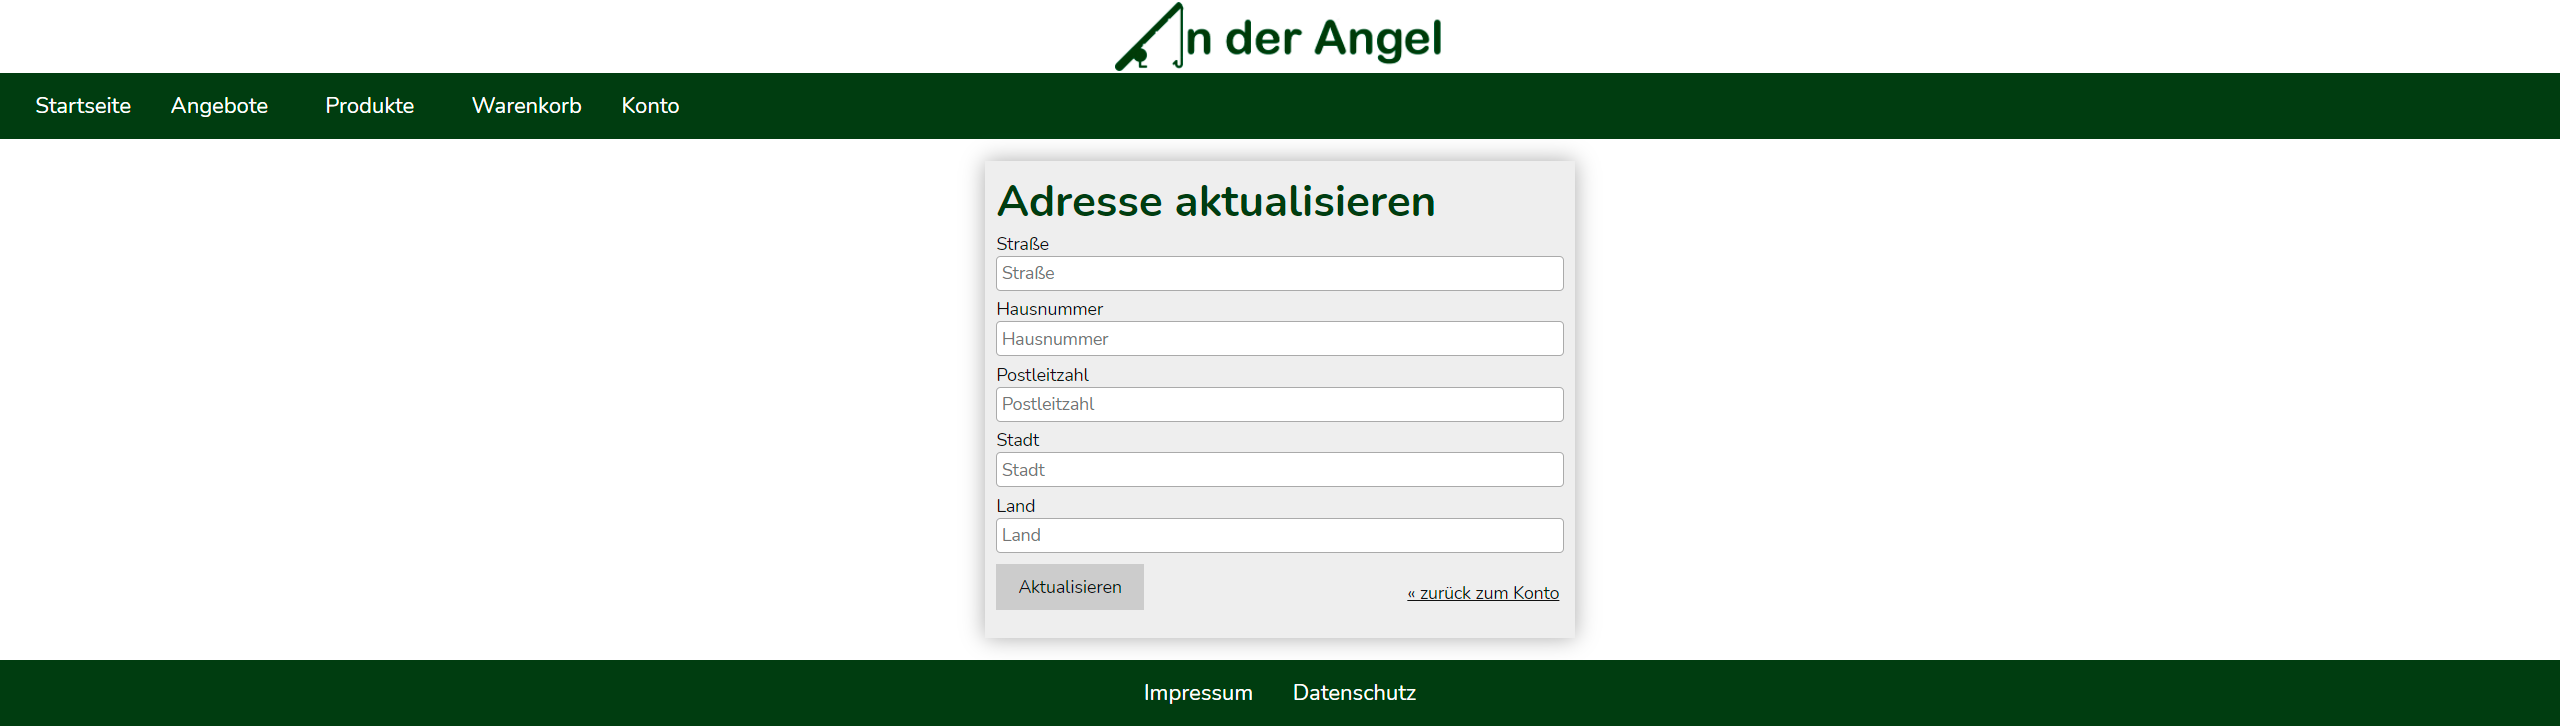 An der Angel
Startseite Angebote Produkte Warenkorb Konto
Adresse aktualisieren
Straße
Straße
Hausnummer
Hausnummer
Postleitzahl
Postleitzahl
Stadt
Stadt
Land
Land
Aktualisieren « zurück zum Konto
Impressum Datenschutz